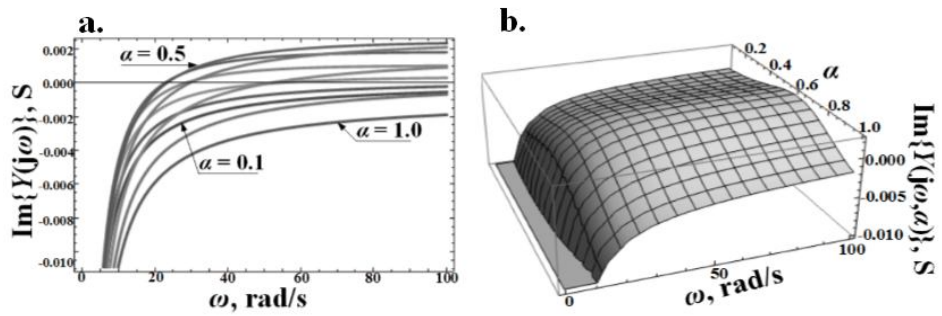 a.
Im{Y(jω)}, S
0.002
0.000
-0.002
-0.004
-0.006
-0.008
-0.010
α = 0.5
α = 0.1
α = 1.0
0 20 40 60 80 100
ω, rad/s
b.
0.2
0.4
0.6
0.8
1.0
α
0.000
-0.005
-0.010
Im{Y(jω,α)}, S
0 50 100
ω, rad/s